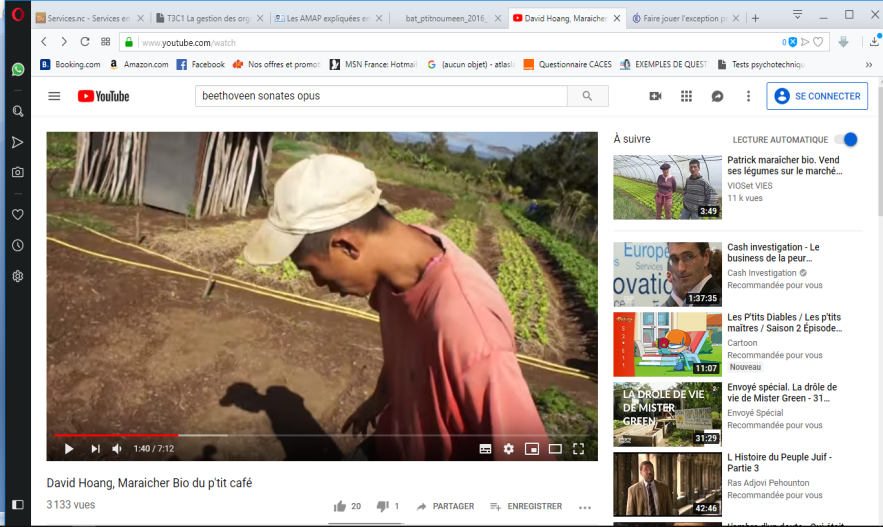 Services.nc - Services en
T3C1 La gestion des org
Les AMAP expliquées en
bat_ptitnoumeen_2016_
David Hoang, Maraicher
Faire jouer l'exception p
www.youtube.com/watch
0
Booking.com
Amazon.com
Facebook
Nos offres et promot
MSN France: Hotmail
(aucun objet) - atlasl
Questionnaire CACES
EXEMPLES DE QUEST
Tests psychotechniq
YouTube
beethoveen sonates opus
SE CONNECTER
À suivre
LECTURE AUTOMATIQUE
Patrick maraîcher bio. Vend
ses légumes sur le marché...
VIOSet VIES
11 k vues
3:49
Cash investigation - Le
business de la peur...
Cash Investigation
Recommandée pour vous
Europe
Services
ovatio
1:37:35
Les P'tits Diables / Les p'tits
maîtres / Saison 2 Épisode...
Cartoon
Recommandée pour vous
Nouveau
11:07
Envoyé spécial. La drôle de
vie de Mister Green - 31...
Envoyé Spécial
Recommandée pour vous
LA DROLE DE VIE
DE MISTER
GREEN
31:29
L Histoire du Peuple Juif -
Partie 3
Ras Adjovi Pehounton
Recommandée pour vous
42:46
1:40 / 7:12
David Hoang, Maraicher Bio du p'tit café
3 133 vues
20
1
PARTAGER
ENREGISTRER